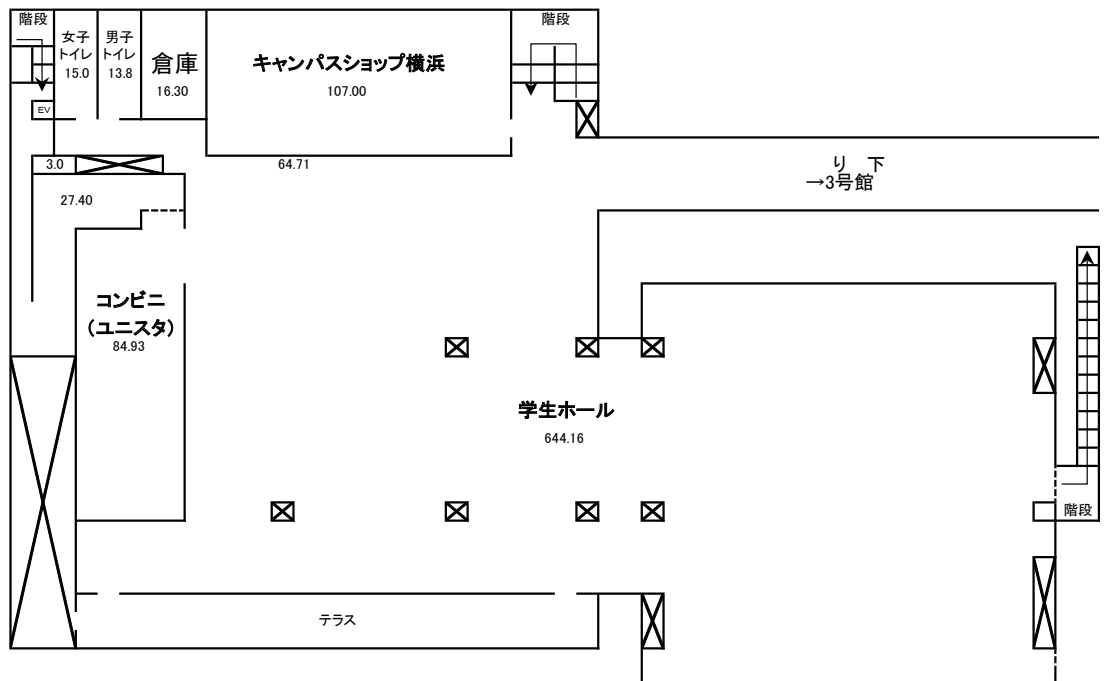 階段
女子
トイレ
15.0
男子
トイレ
13.8
倉庫
16.30
キャンパスショップ横浜
107.00
階段
EV
3.0
64.71
り 下
→3号館
27.40
コンビニ
（ユニスタ）
84.93
学生ホール
644.16
階段
テラス